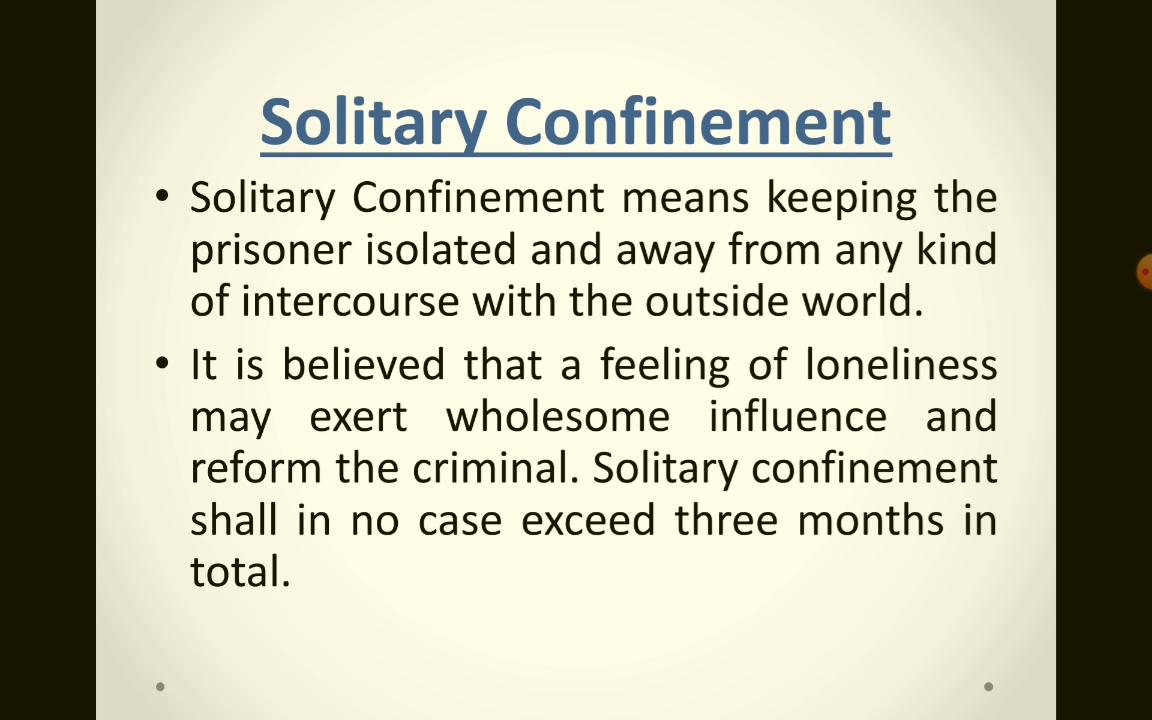 Solitary Confinement
• Solitary Confinement means keeping the
prisoner isolated and away from any kind
of intercourse with the outside world.
• It is believed that a feeling of loneliness
may exert wholesome influence and
reform the criminal. Solitary confinement
shall in no case exceed three months in
total.